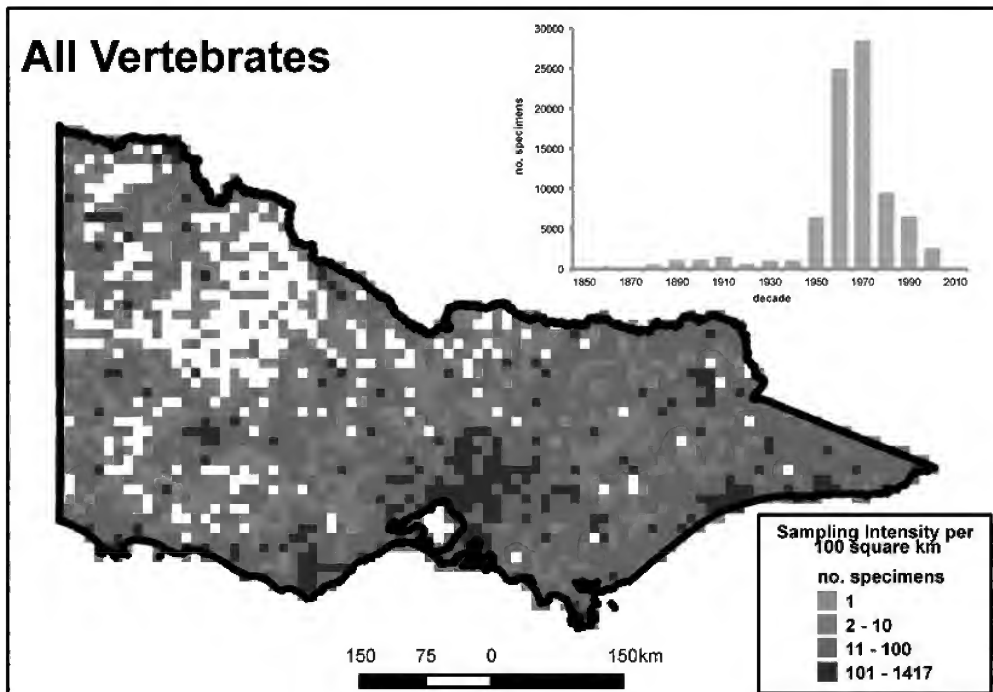 All Vertebrates
30000
25000
20000
15000
10000
5000
0
no. specimens
1850 1870 1890 1910 1930 1950 1970 1990 2010
decade
Sampling Intensity per
100 square km
no. specimens
1
2 - 10
11 - 100
101 - 1417
150 75 0 150km